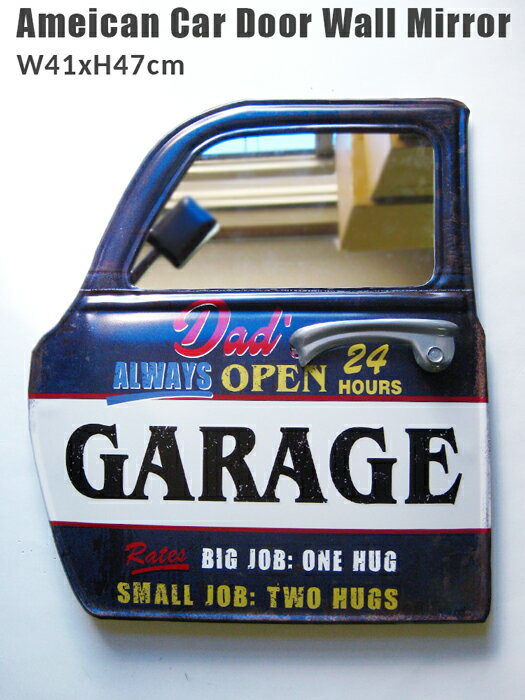 Ameican Car Door Wall Mirror
W41xH47cm
Dad's
ALWAYS OPEN 24 HOURS
GARAGE
Rates BIG JOB: ONE HUG
SMALL JOB: TWO HUGS